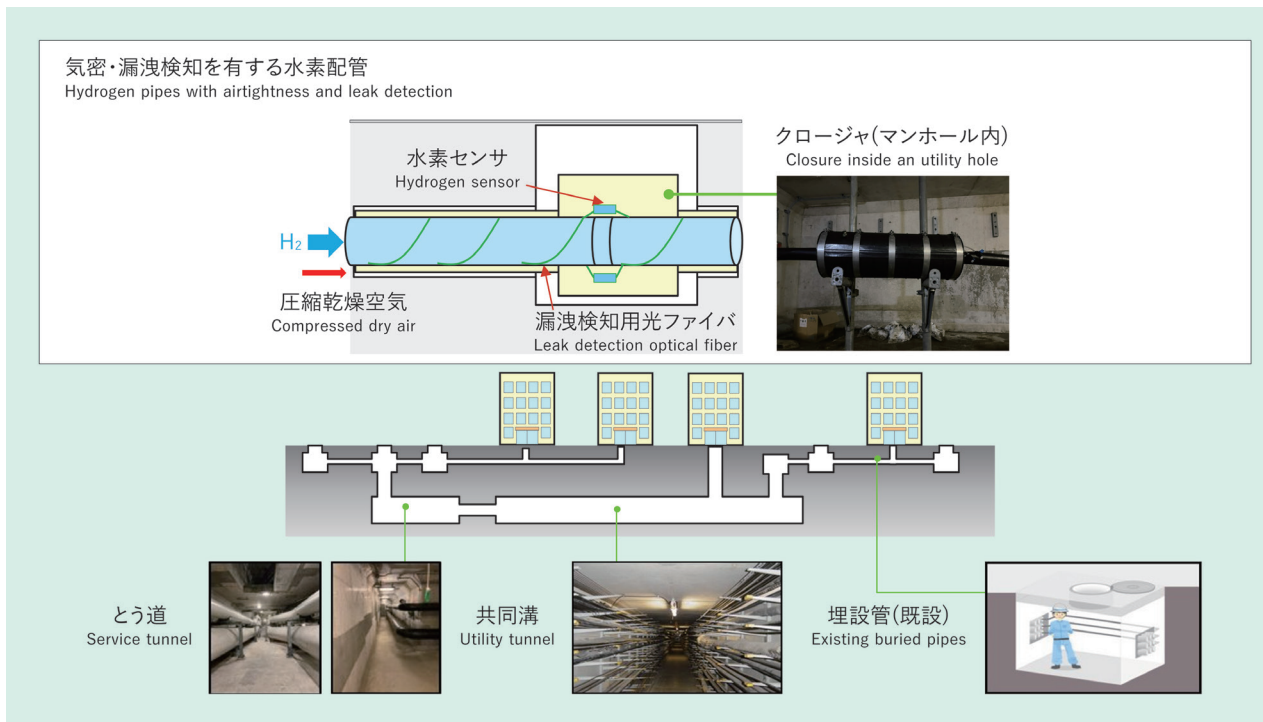 気密・漏洩検知を有する水素配管
Hydrogen pipes with airtightness and leak detection
水素センサ
Hydrogen sensor
クロージャ(マンホール内)
Closure inside an utility hole
H₂
圧縮乾燥空気
Compressed dry air
漏洩検知用光ファイバ
Leak detection optical fiber
とう道
Service tunnel
共同溝
Utility tunnel
埋設管(既設)
Existing buried pipes